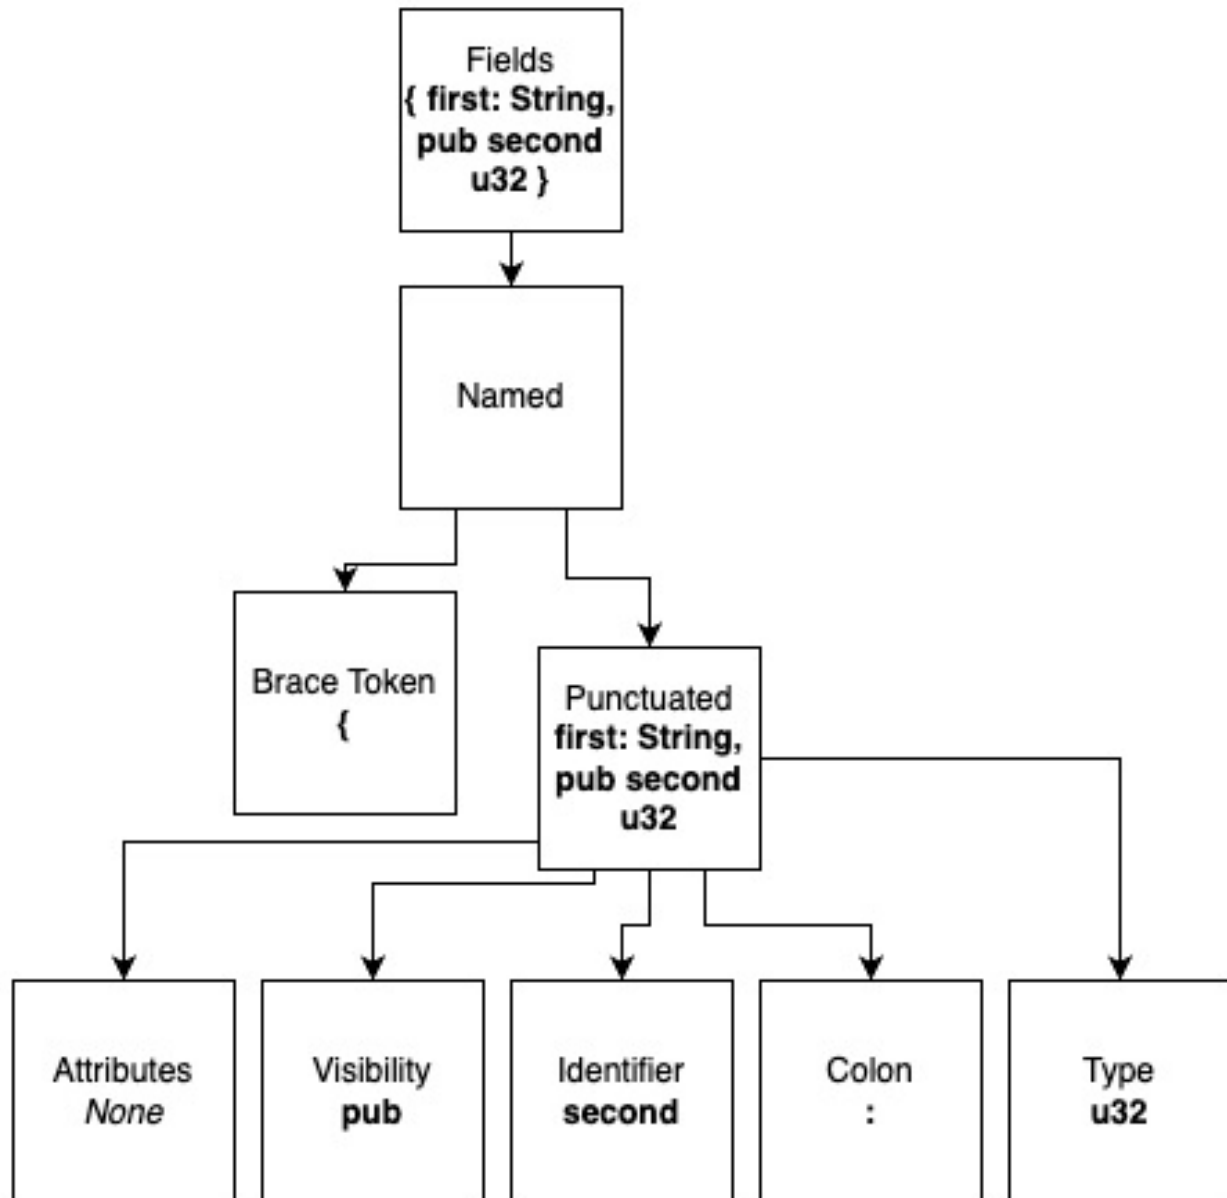 Fields
{ first: String,
pub second
u32 }
Named
Brace Token
{
Punctuated
first: String,
pub second
u32
Attributes
None
Visibility
pub
Identifier
second
Colon
:
Type
u32